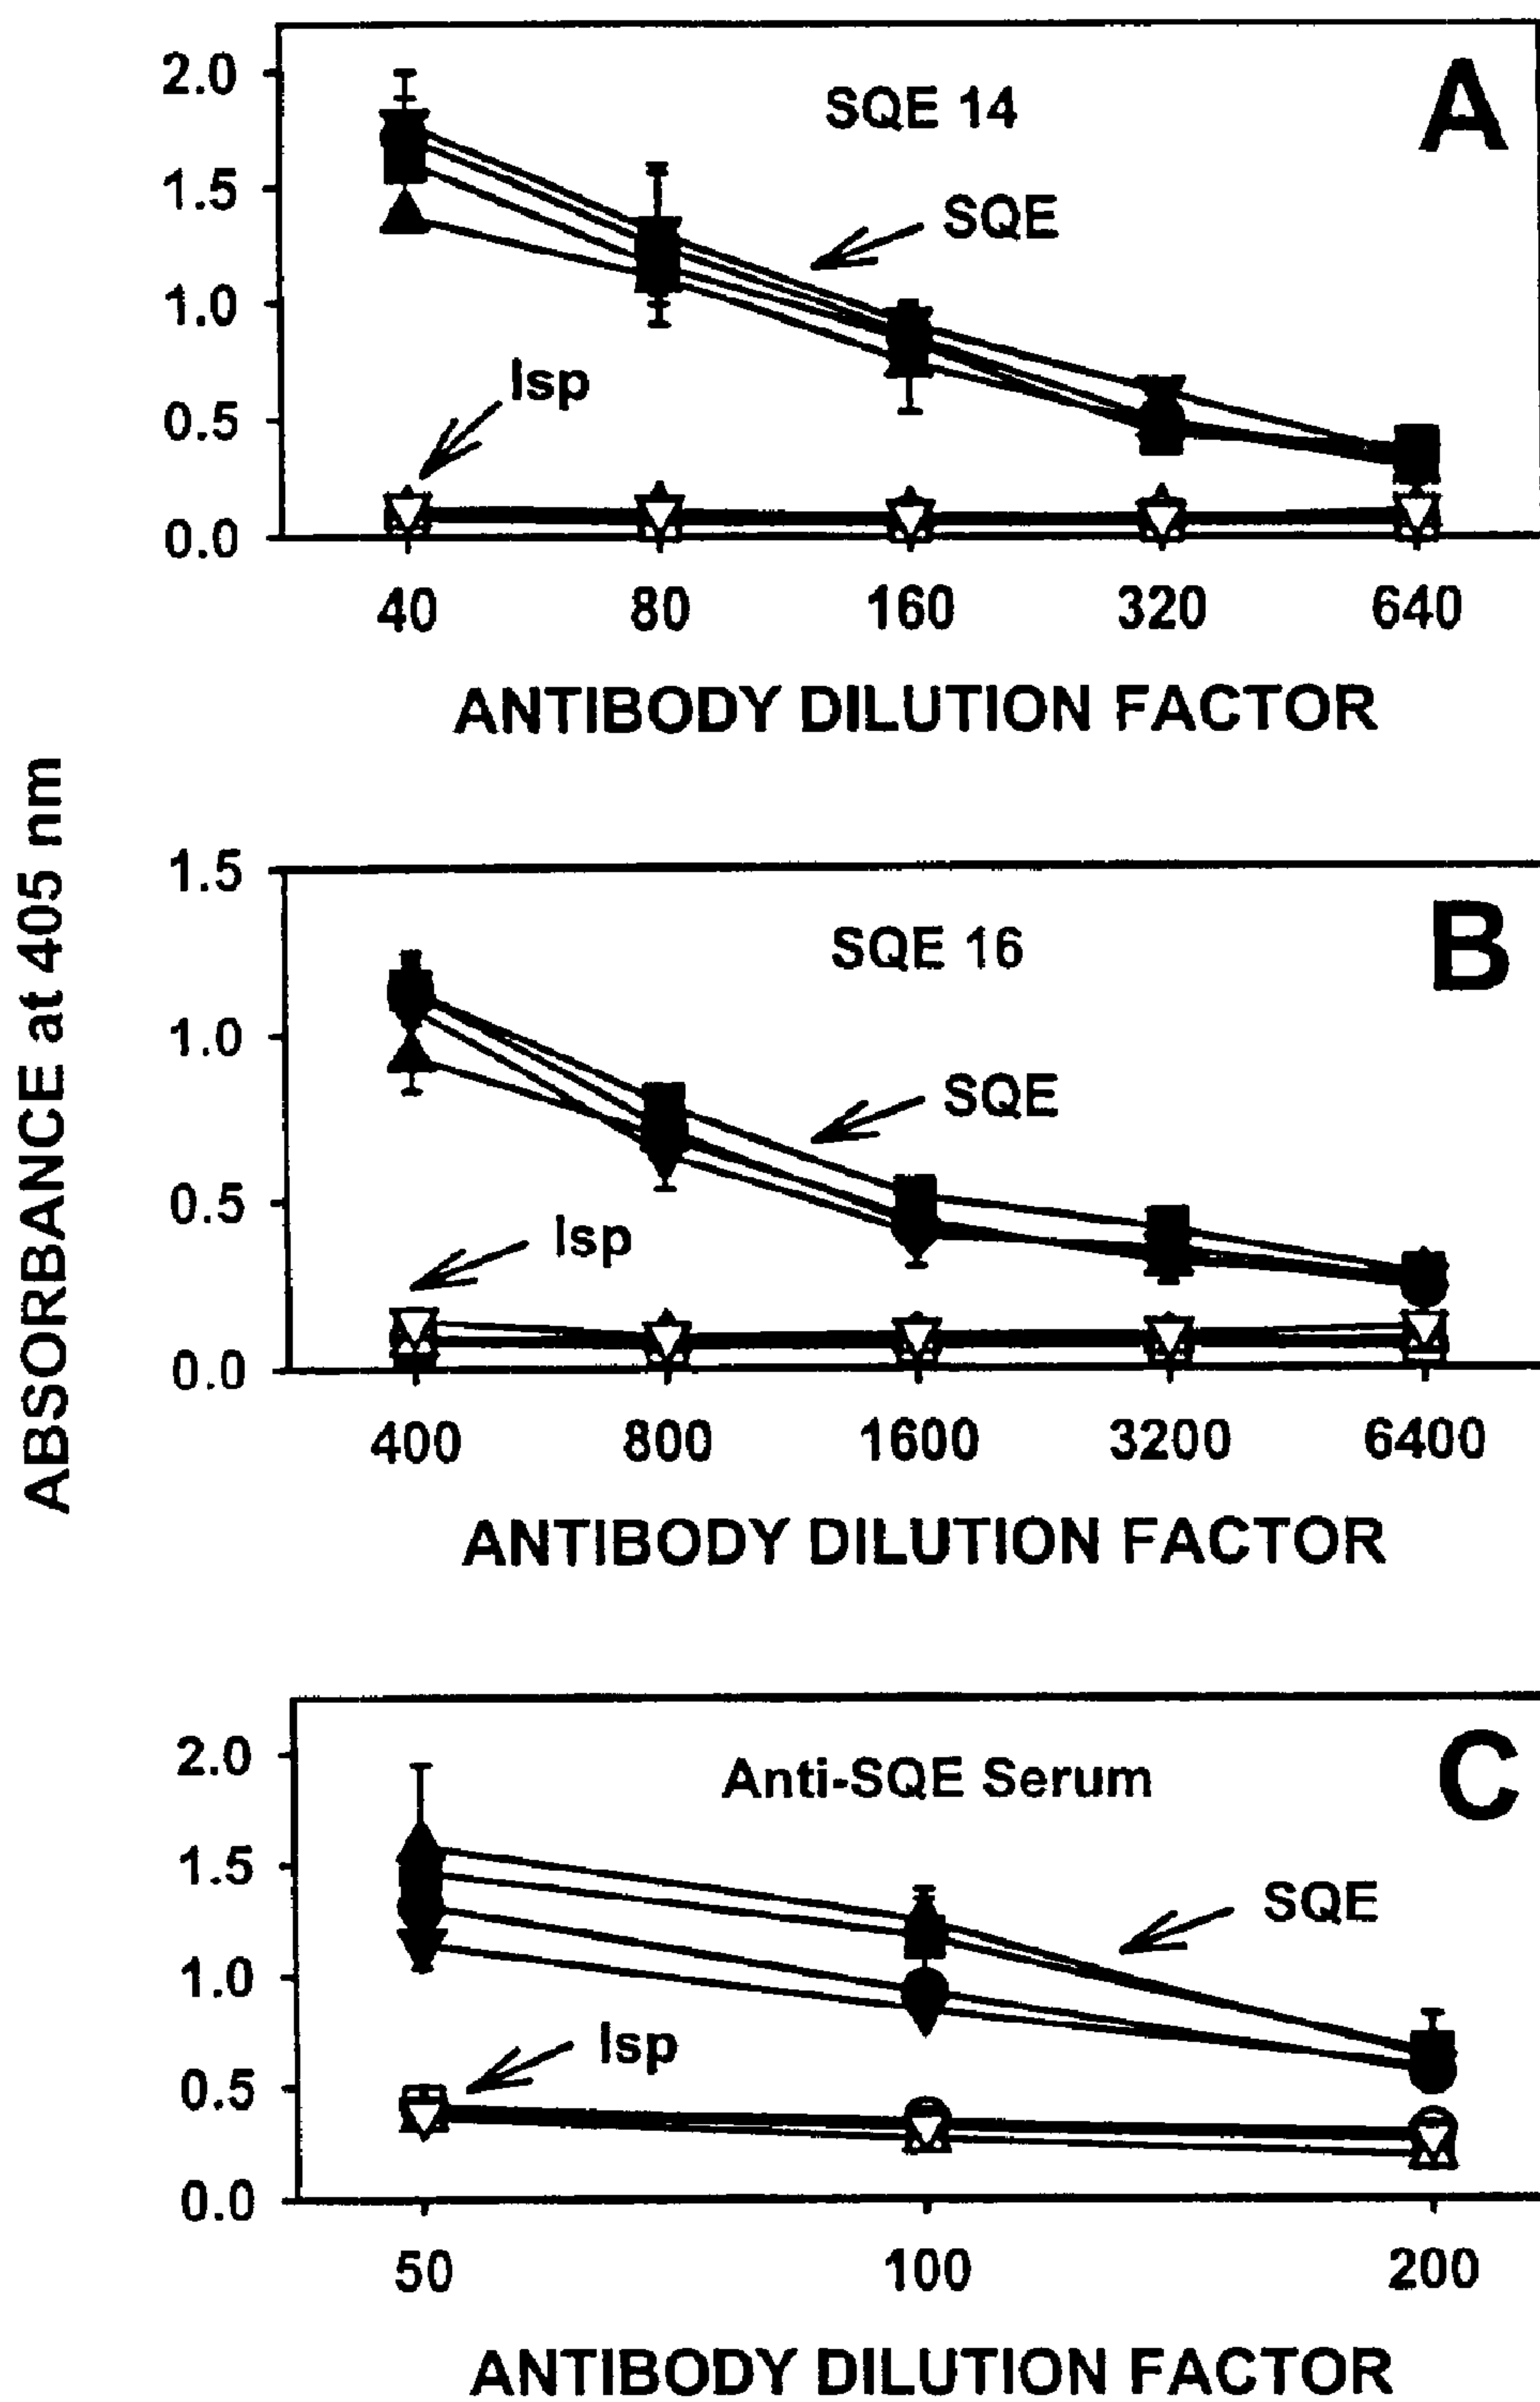 A
2.0
SQE 14
1.5
SQE
1.0
Isp
0.5
0.0
40 80 160 320 640
ANTIBODY DILUTION FACTOR
ABSORBANCE at 405 nm
B
1.5
SQE 16
1.0
SQE
0.5
Isp
0.0
400 800 1600 3200 6400
ANTIBODY DILUTION FACTOR
C
2.0
Anti-SQE Serum
1.5
SQE
1.0
Isp
0.5
0.0
50 100 200
ANTIBODY DILUTION FACTOR